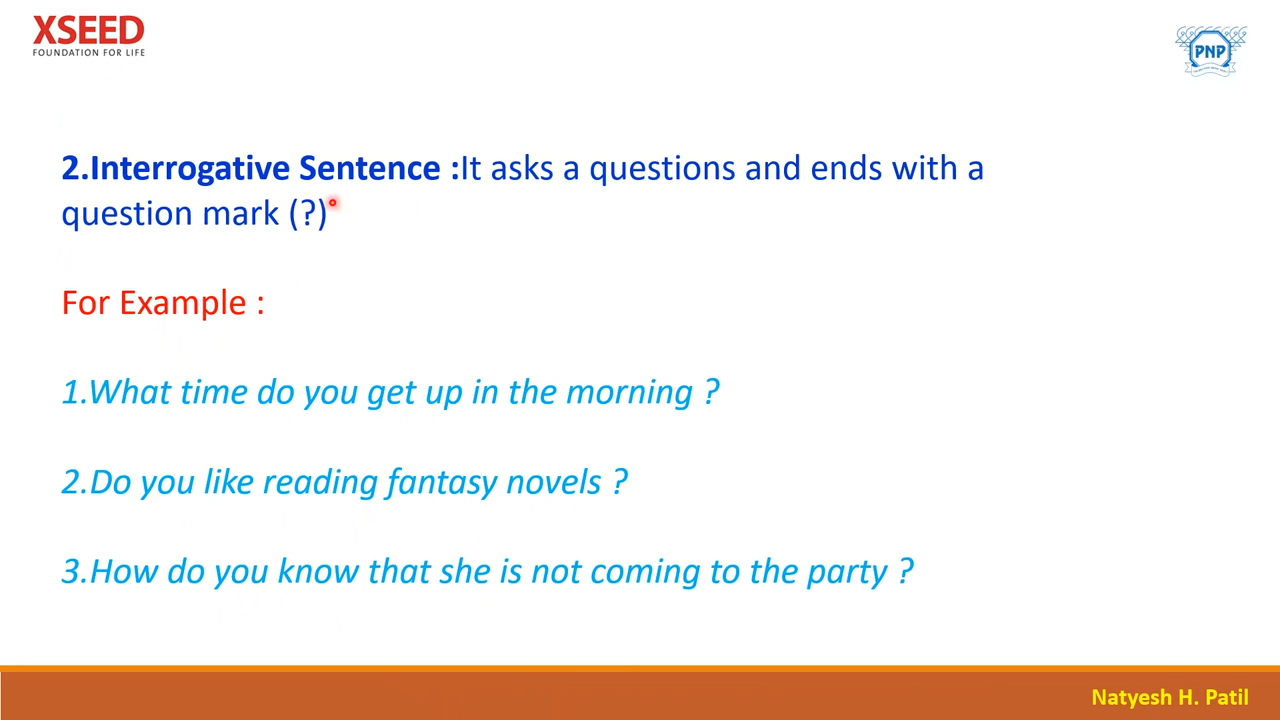 XSEED
FOUNDATION FOR LIFE
PNP
2.Interrogative Sentence :It asks a questions and ends with a
question mark (?)
For Example :
1.What time do you get up in the morning ?
2.Do you like reading fantasy novels ?
3.How do you know that she is not coming to the party ?
Natyesh H. Patil